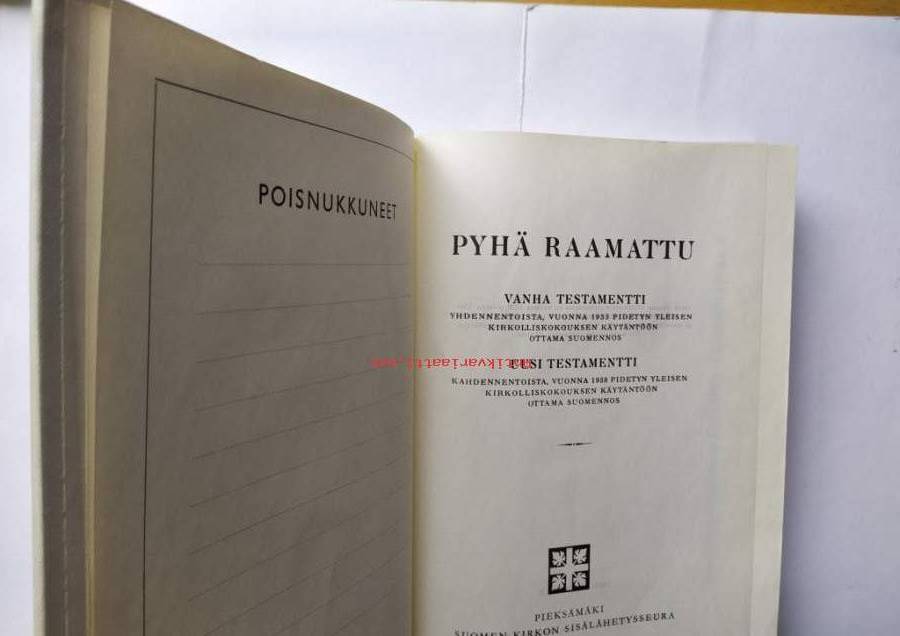 POISNUKKUNEET
PYHÄ RAAMATTU
VANHA TESTAMENTTI
YHDENNENTOISTA, VUONNA 1933 PIDETYN YLEISEN
KIRKOLLISKOKOUKSEN KÄYTÄNTÖÖN
OTTAMA SUOMENNOS
UUSI TESTAMENTTI
KAHDENNENTOISTA, VUONNA 1938 PIDETYN YLEISEN
KIRKOLLISKOKOUKSEN KÄYTÄNTÖÖN
OTTAMA SUOMENNOS
PIEKSÄMÄKI
SUOMEN KIRKON SISÄLÄHETYSSEURA